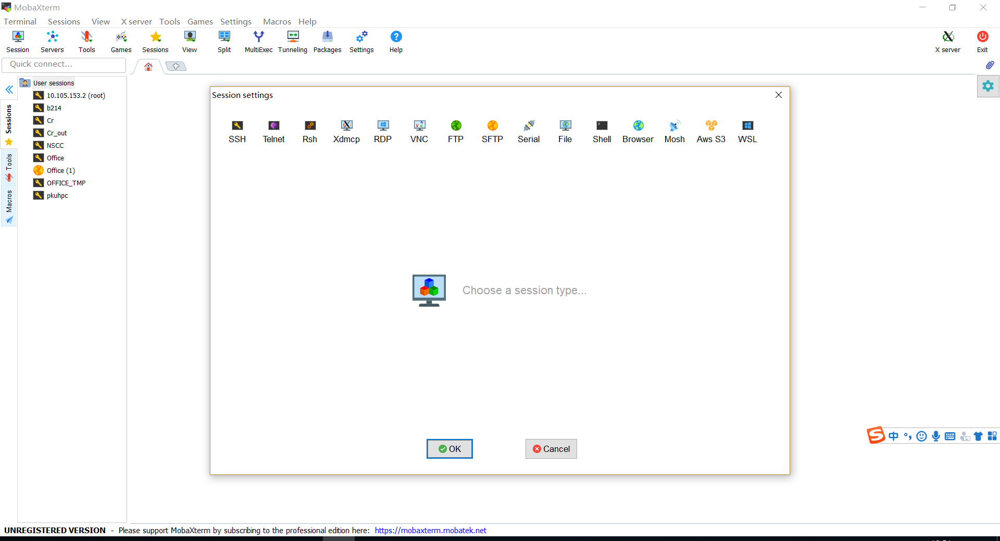 MobaXterm
Terminal Sessions View X server Tools Games Settings Macros Help
Session Servers Tools Games Sessions View Split MultiExec Tunneling Packages Settings Help X server Exit
Quick connect...
User sessions
10.105.153.2 (root)
b214
Cr
Cr_out
NSCC
Office
Office (1)
OFFICE_TMP
pkuhpc
Sessions
Tools
Macros
Session settings
SSH Telnet Rsh Xdmcp RDP VNC FTP SFTP Serial File Shell Browser Mosh Aws S3 WSL
Choose a session type...
OK Cancel
中
UNREGISTERED VERSION - Please support MobaXterm by subscribing to the professional edition here: https://mobaxterm.mobatek.net